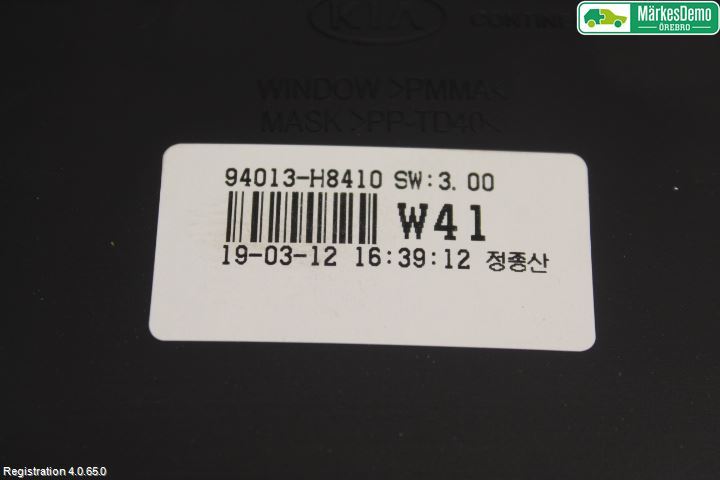 KIA
MärkesDemo
ÖREBRO
WINDOW >PMMA<
MASK >PP-TD40<
94013-H8410 SW:3.00
W41
19-03-12 16:39:12 정종산
Registration 4.0.65.0